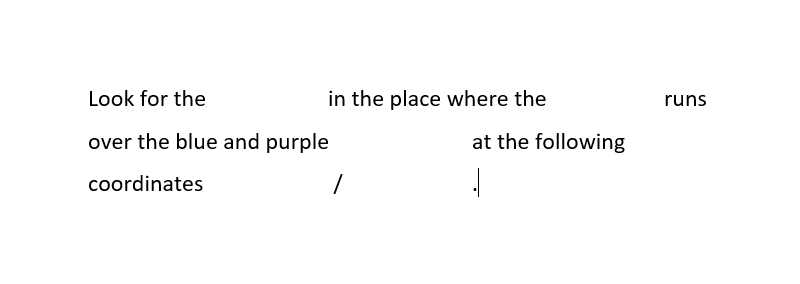 Look for the in the place where the runs
over the blue and purple at the following
coordinates / .